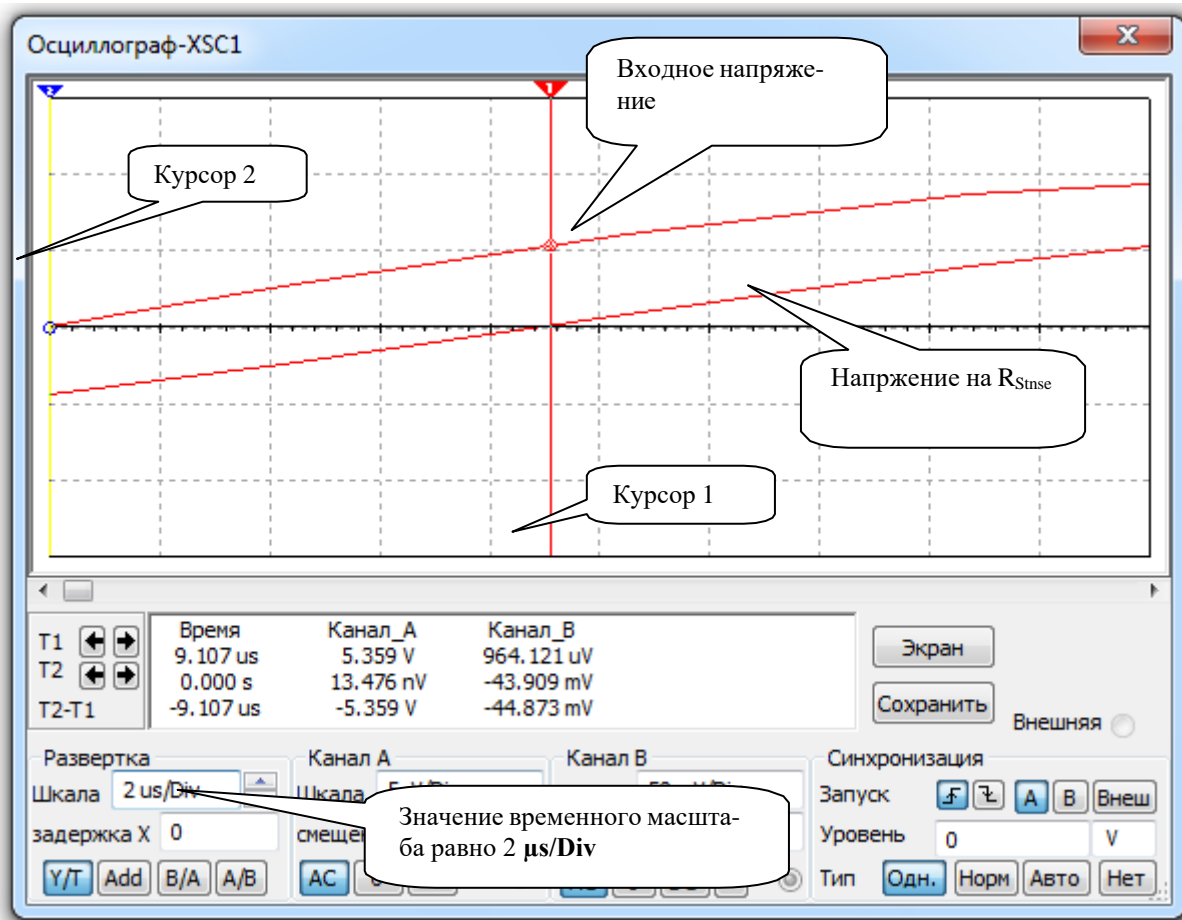 Осциллограф-XSC1
Входное напряже-
ние
Курсор 2
Напржение на RStnse
Курсор 1
Время Канал_A Канал_B
T1 9.107 us 5.359 V 964.121 uV
T2 0.000 s 13.476 nV -43.909 mV
T2-T1 -9.107 us -5.359 V -44.873 mV
Экран
Сохранить
Внешняя
Развертка Канал A Канал B Синхронизация
Шкала 2 us/Div Шкала
Запуск A B Внеш
задержка X 0
Уровень 0 V
Значение временного масшта-
ба равно 2 µs/Div
Y/T Add B/A A/B AC
Тип Одн. Норм Авто Нет